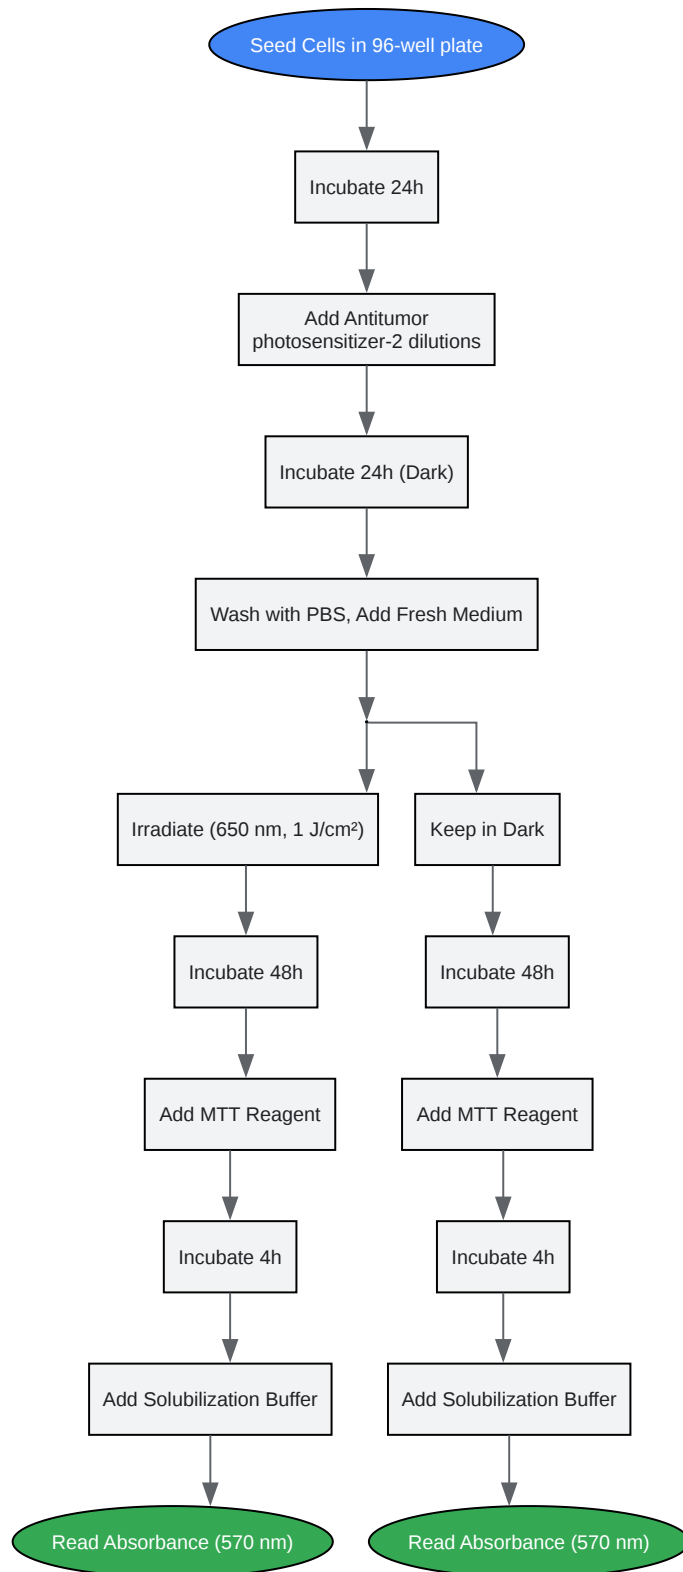 Seed Cells in 96-well plate
Incubate 24h
Add Antitumor
photosensitizer-2 dilutions
Incubate 24h (Dark)
Wash with PBS, Add Fresh Medium
Irradiate (650 nm, 1 J/cm²)
Keep in Dark
Incubate 48h
Incubate 48h
Add MTT Reagent
Add MTT Reagent
Incubate 4h
Incubate 4h
Add Solubilization Buffer
Add Solubilization Buffer
Read Absorbance (570 nm)
Read Absorbance (570 nm)